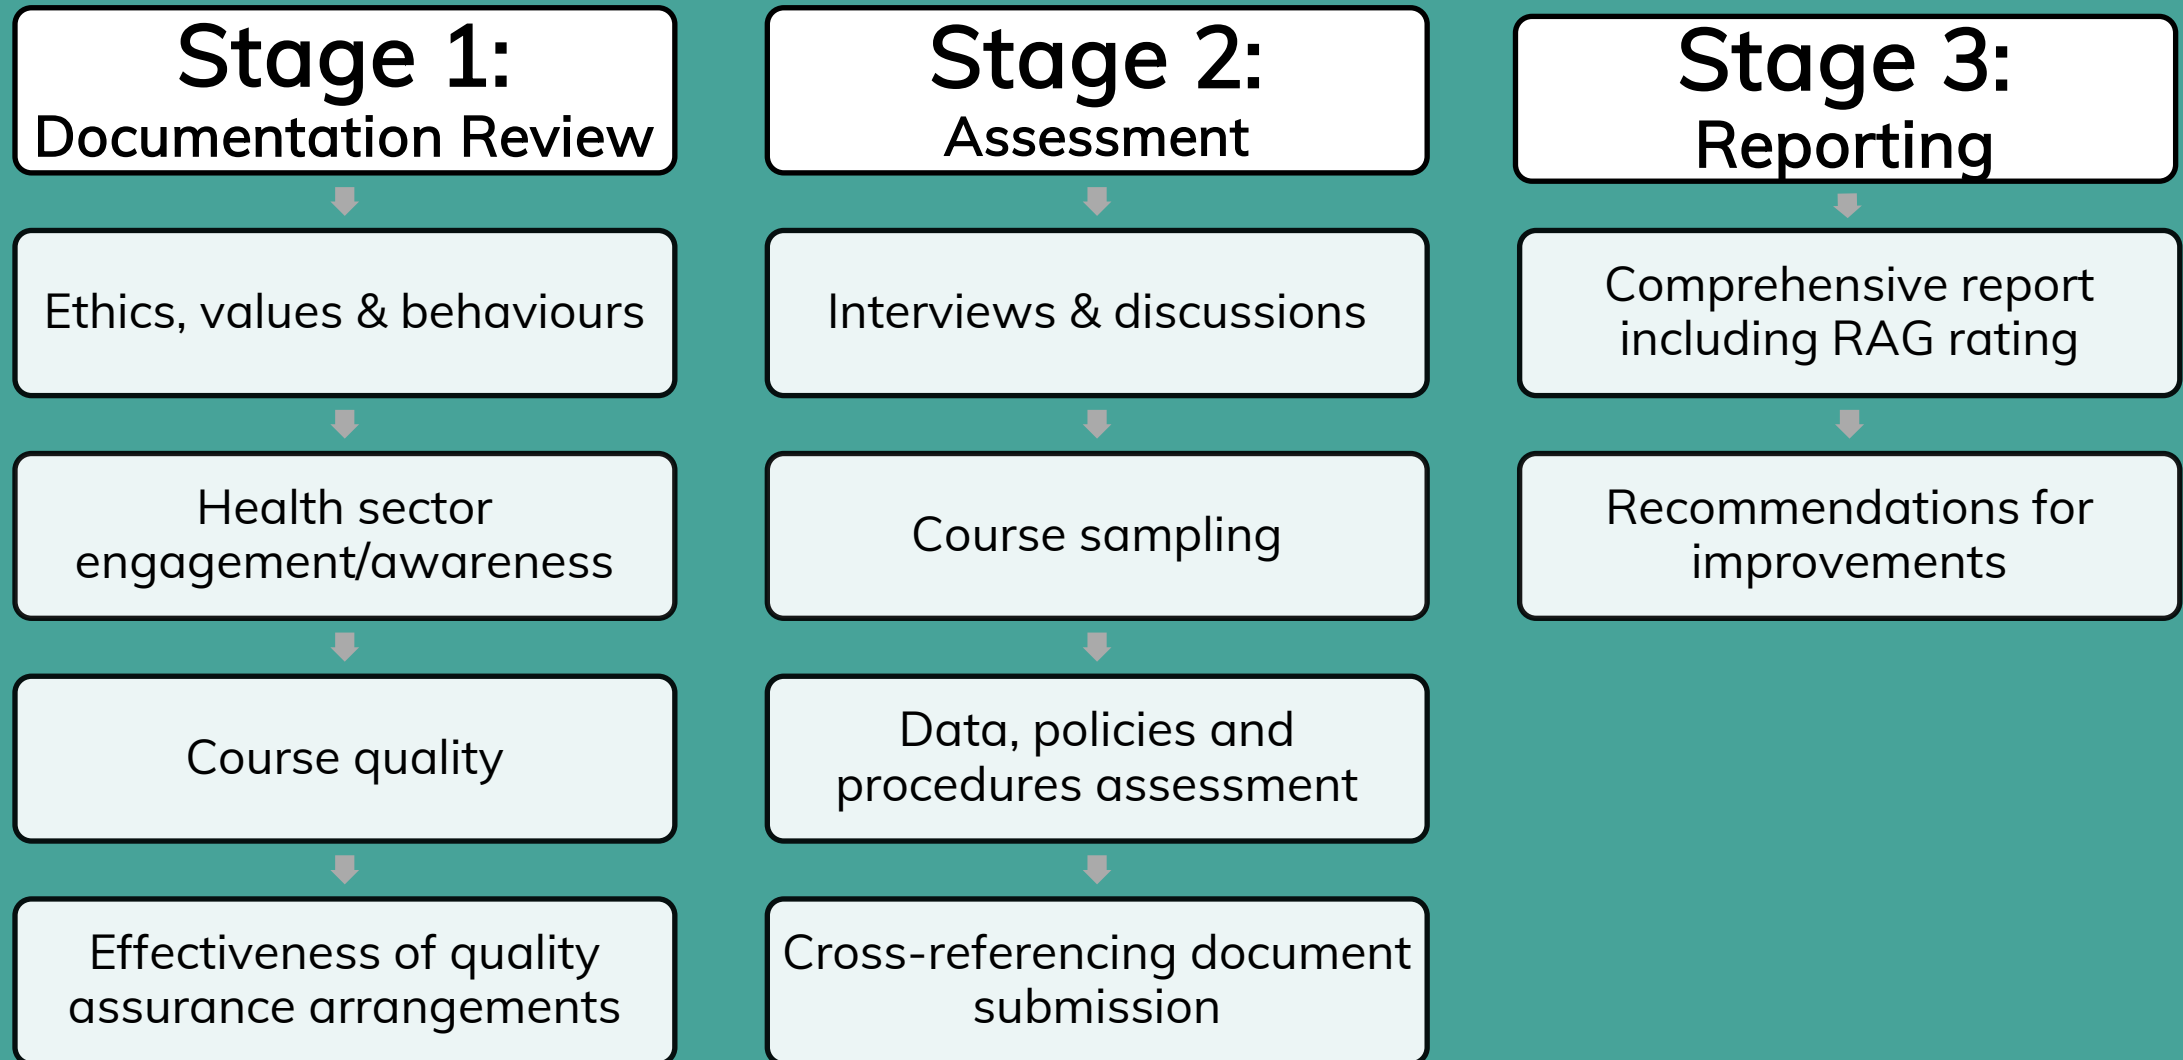 Stage 1:
Documentation Review
Ethics, values & behaviours
Health sector
engagement/awareness
Course quality
Effectiveness of quality
assurance arrangements
Stage 2:
Assessment
Interviews & discussions
Course sampling
Data, policies and
procedures assessment
Cross-referencing document
submission
Stage 3:
Reporting
Comprehensive report
including RAG rating
Recommendations for
improvements